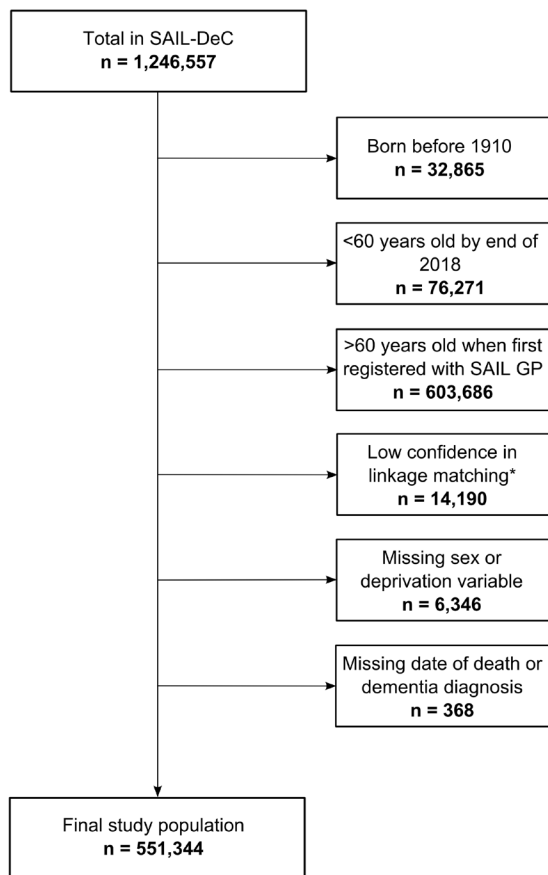 Total in SAIL-DeC
n = 1,246,557
Born before 1910
n = 32,865
<60 years old by end of
2018
n = 76,271
>60 years old when first
registered with SAIL GP
n = 603,686
Low confidence in
linkage matching*
n = 14,190
Missing sex or
deprivation variable
n = 6,346
Missing date of death or
dementia diagnosis
n = 368
Final study population
n = 551,344